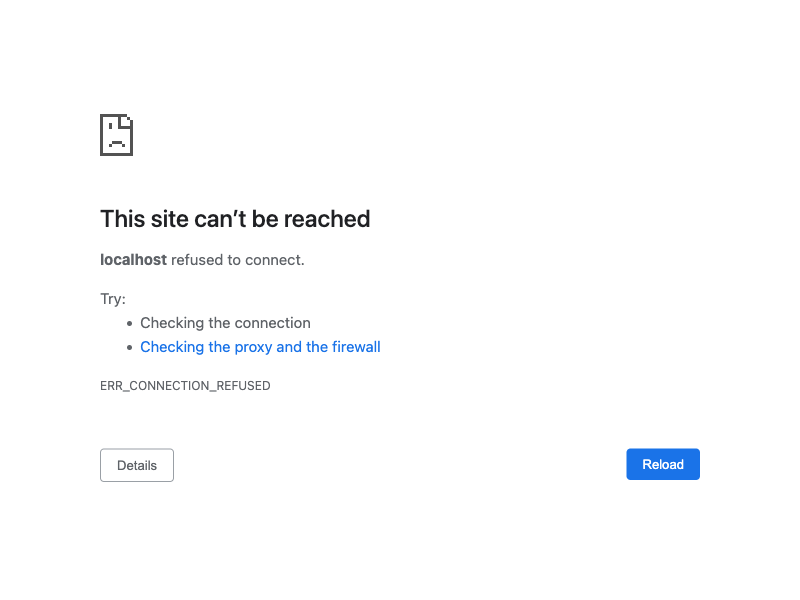 This site can’t be reached
localhost refused to connect.
Try:
Checking the connection
Checking the proxy and the firewall
ERR_CONNECTION_REFUSED
Details
Reload